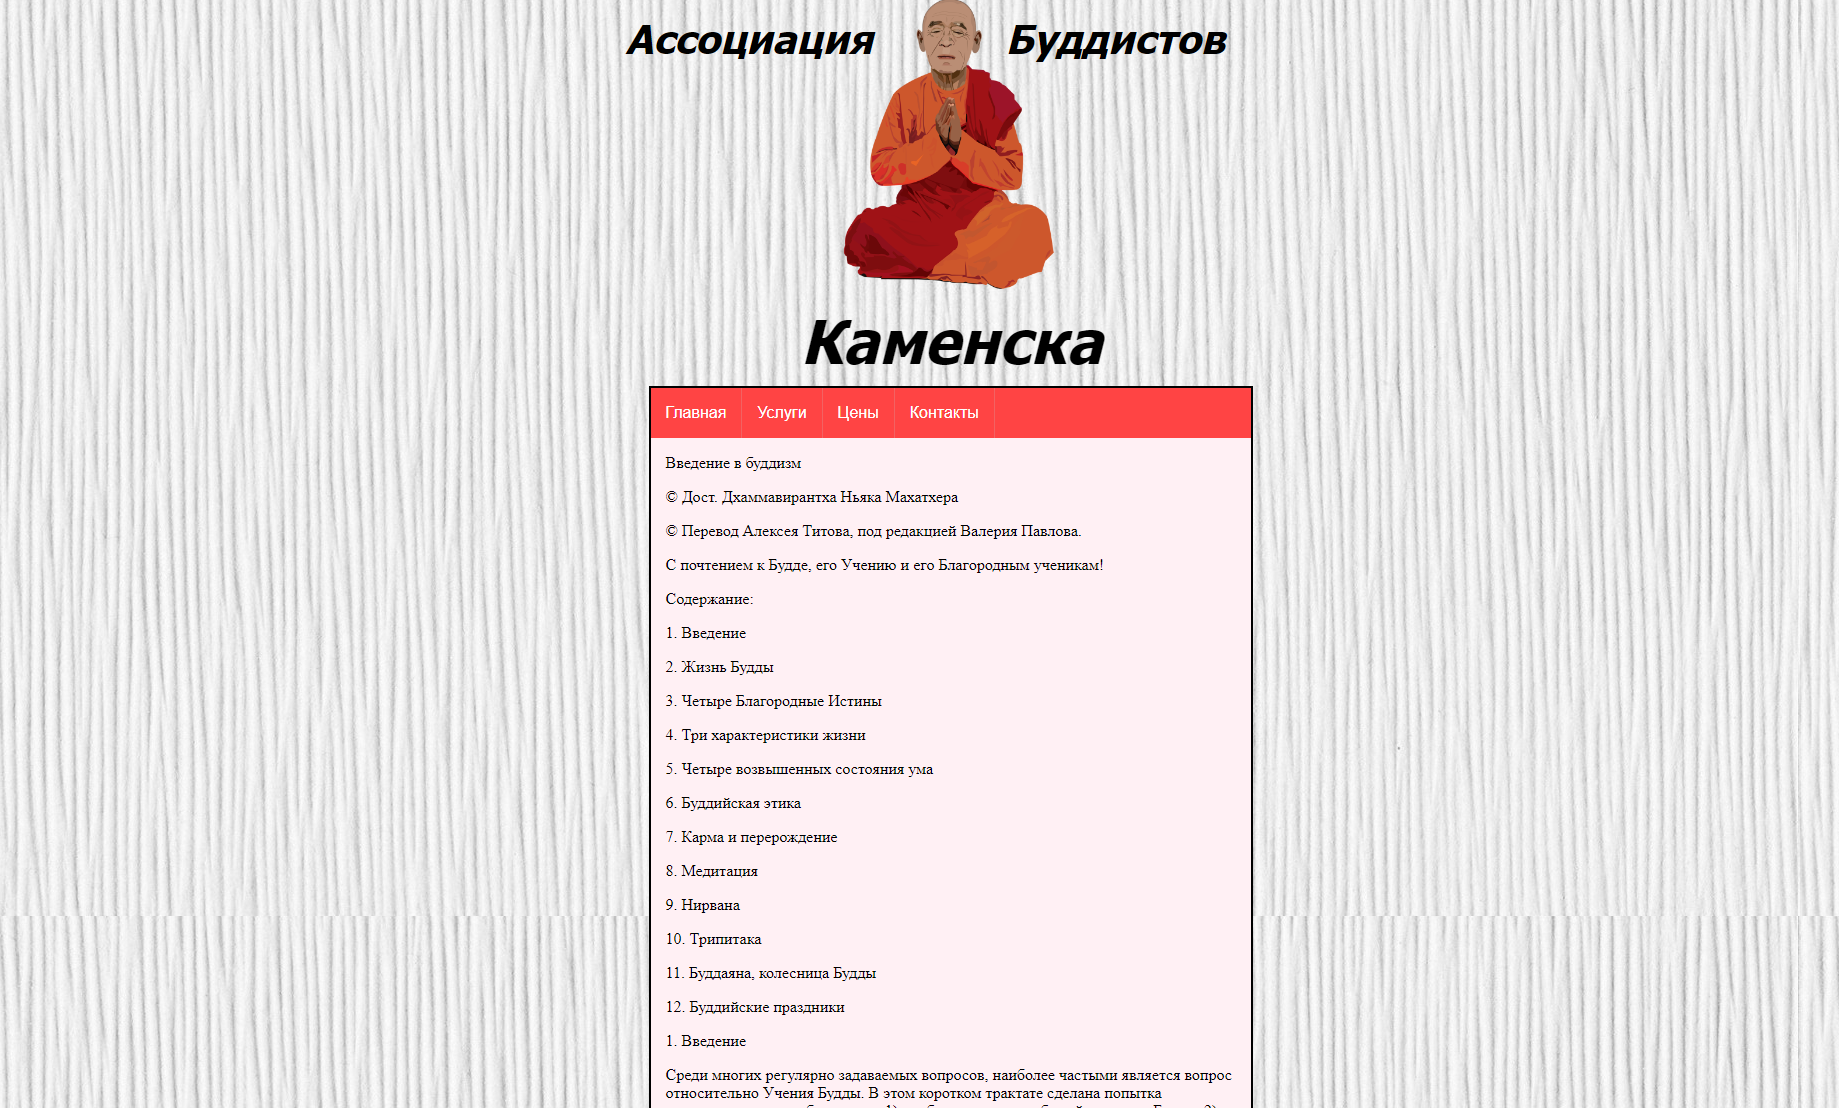 Ассоциация Буддистов
Каменска
Главная Услуги Цены Контакты
Введение в буддизм
© Дост. Дхаммавирантха Ньяка Махатхера
© Перевод Алексея Титова, под редакцией Валерия Павлова.
С почтением к Будде, его Учению и его Благородным ученикам!
Содержание:
1. Введение
2. Жизнь Будды
3. Четыре Благородные Истины
4. Три характеристики жизни
5. Четыре возвышенных состояния ума
6. Буддийская этика
7. Карма и перерождение
8. Медитация
9. Нирвана
10. Трипитака
11. Буддаяна, колесница Будды
12. Буддийские праздники
1. Введение
Среди многих регулярно задаваемых вопросов, наиболее частыми является вопрос
относительно Учения Будды. В этом коротком трактате сделана попытка